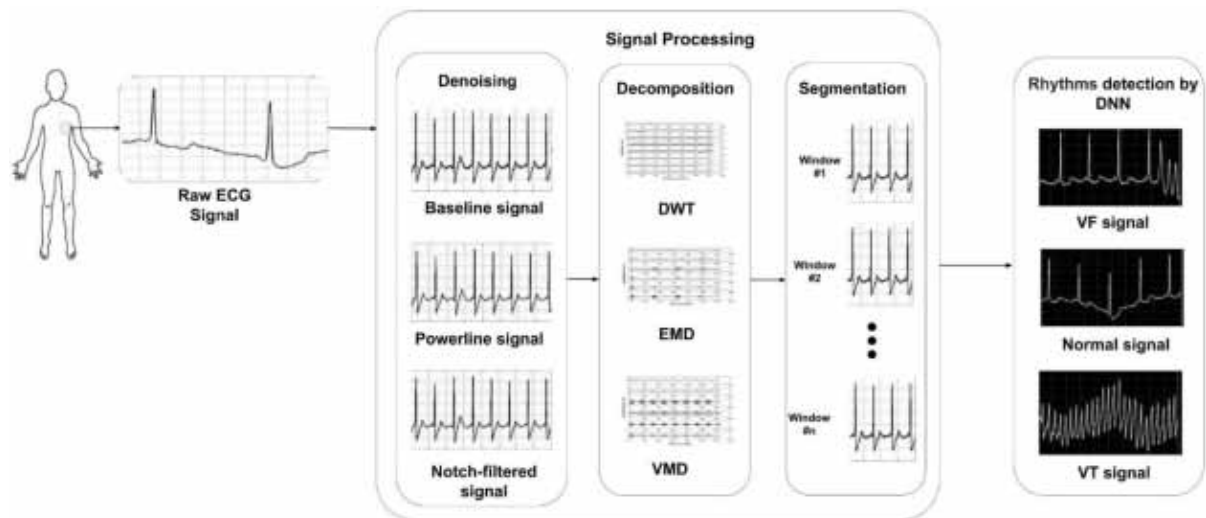 Signal Processing
Raw ECG
Signal
Denoising
Baseline signal
Powerline signal
Notch-filtered
signal
Decomposition
DWT
EMD
VMD
Segmentation
Window
#1
Window
#2
Window
#n
Rhythms detection by
DNN
VF signal
Normal signal
VT signal